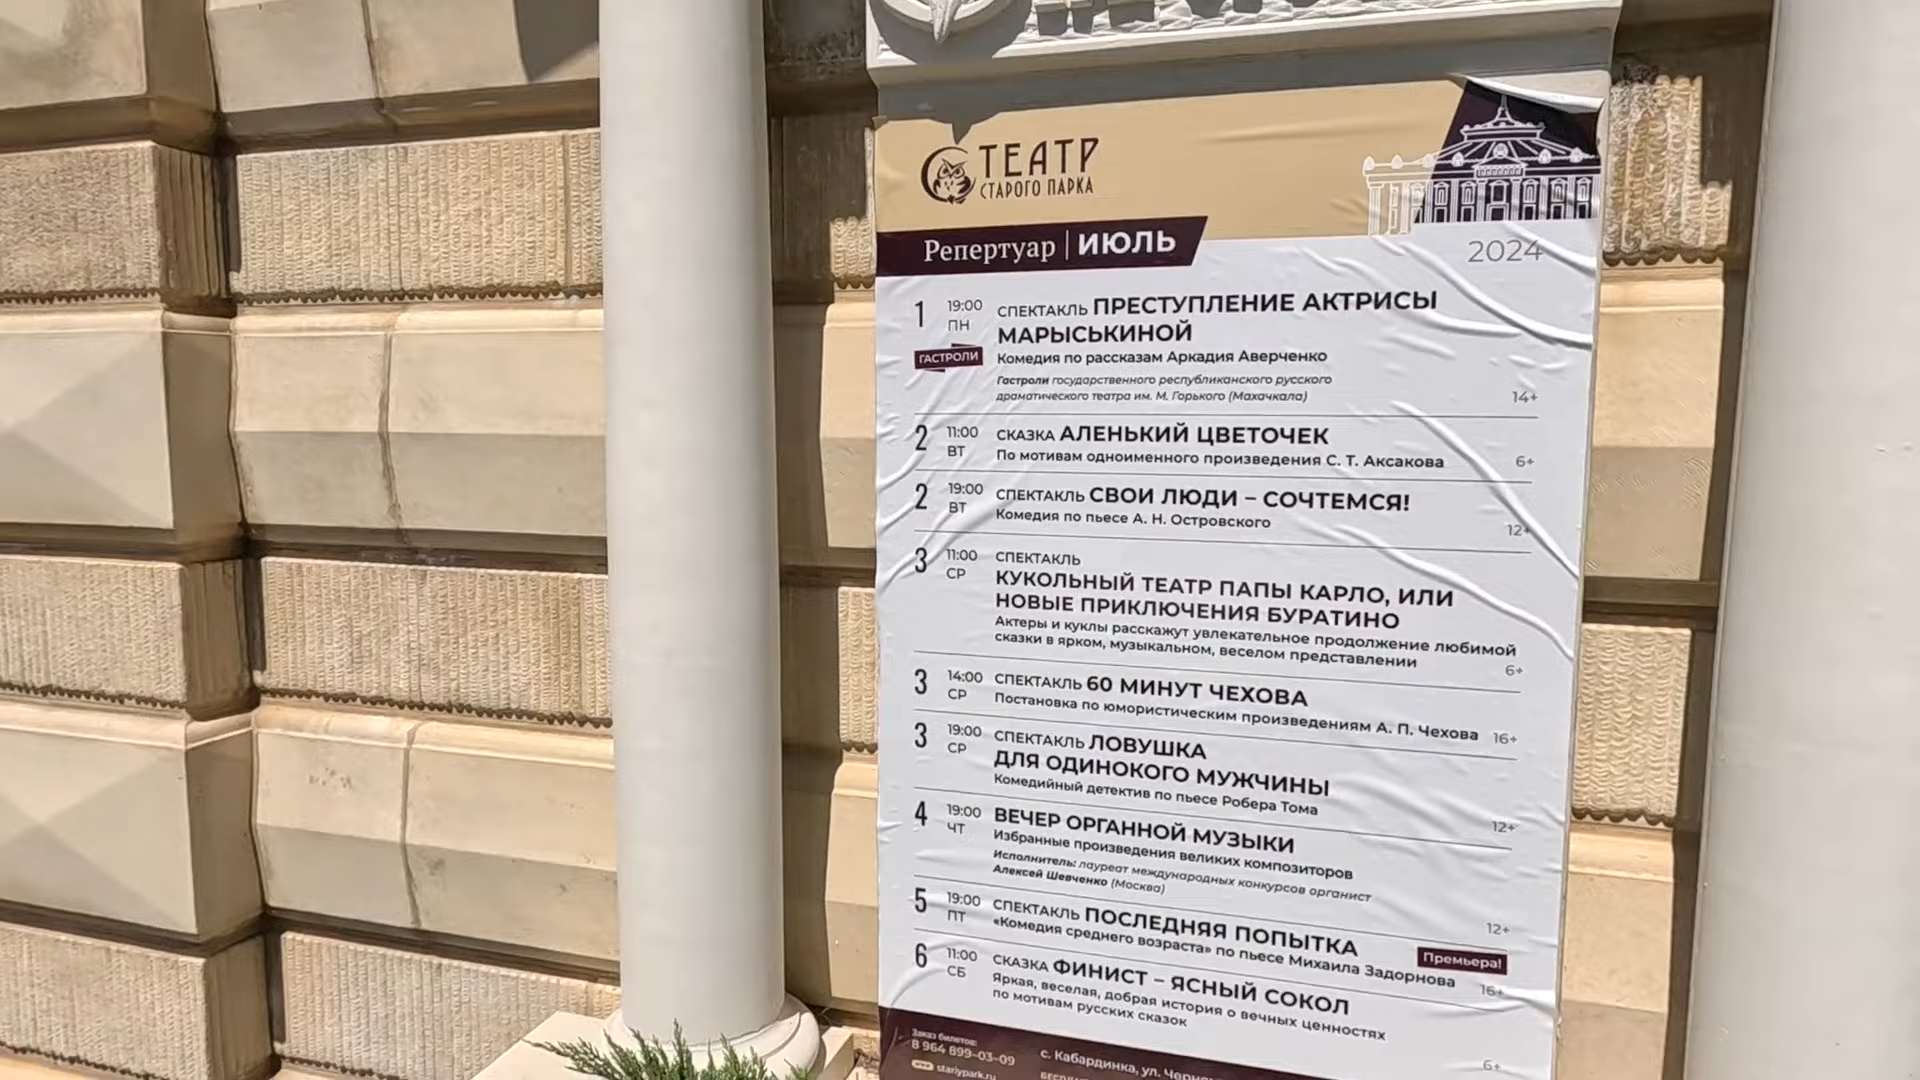 ТЕАТР
СТАРОГО ПАРКА
Репертуар | ИЮЛЬ
2024
1 19:00 ПН СПЕКТАКЛЬ ПРЕСТУПЛЕНИЕ АКТРИСЫ
МАРЫСЬКИНОЙ
ГАСТРОЛИ
Комедия по рассказам Аркадия Аверченко
Гастроли государственного республиканского русского
драматического театра им. М. Горького (Махачкала)
14+
2 11:00 ВТ СКАЗКА АЛЕНЬКИЙ ЦВЕТОЧЕК
По мотивам одноименного произведения С. Т. Аксакова
6+
2 19:00 ВТ СПЕКТАКЛЬ СВОИ ЛЮДИ – СОЧТЕМСЯ!
Комедия по пьесе А. Н. Островского
12+
3 11:00 СР СПЕКТАКЛЬ
КУКОЛЬНЫЙ ТЕАТР ПАПЫ КАРЛО, ИЛИ
НОВЫЕ ПРИКЛЮЧЕНИЯ БУРАТИНО
Актеры и куклы расскажут увлекательное продолжение любимой
сказки в ярком, музыкальном, веселом представлении
6+
3 14:00 СР СПЕКТАКЛЬ 60 МИНУТ ЧЕХОВА
Постановка по юмористическим произведениям А. П. Чехова
16+
3 19:00 СР СПЕКТАКЛЬ ЛОВУШКА
ДЛЯ ОДИНОКОГО МУЖЧИНЫ
Комедийный детектив по пьесе Робера Тома
12+
4 19:00 ЧТ ВЕЧЕР ОРГАННОЙ МУЗЫКИ
Избранные произведения великих композиторов
Исполнитель: лауреат международных конкурсов органист
Алексей Шевченко (Москва)
12+
5 19:00 ПТ СПЕКТАКЛЬ ПОСЛЕДНЯЯ ПОПЫТКА
«Комедия среднего возраста» по пьесе Михаила Задорнова
Премьера!
16+
6 11:00 СБ СКАЗКА ФИНИСТ – ЯСНЫЙ СОКОЛ
Яркая, веселая, добрая история о вечных ценностях
по мотивам русских сказок
6+
Заказ билетов:
8 964 899-03-09
stariypark.ru
с. Кабардинка, ул.